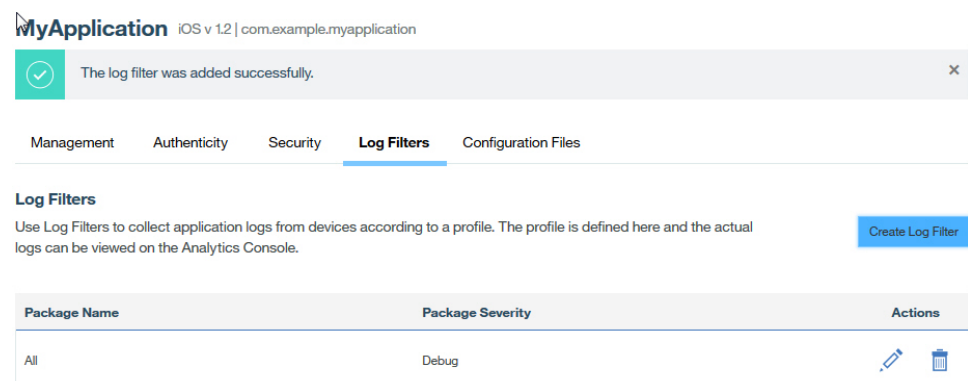 MyApplication iOS v 1.2 | com.example.myapplication
The log filter was added successfully.
Management Authenticity Security Log Filters Configuration Files
Log Filters
Use Log Filters to collect application logs from devices according to a profile. The profile is defined here and the actual
logs can be viewed on the Analytics Console.
Create Log Filter
Package Name Package Severity Actions
All Debug